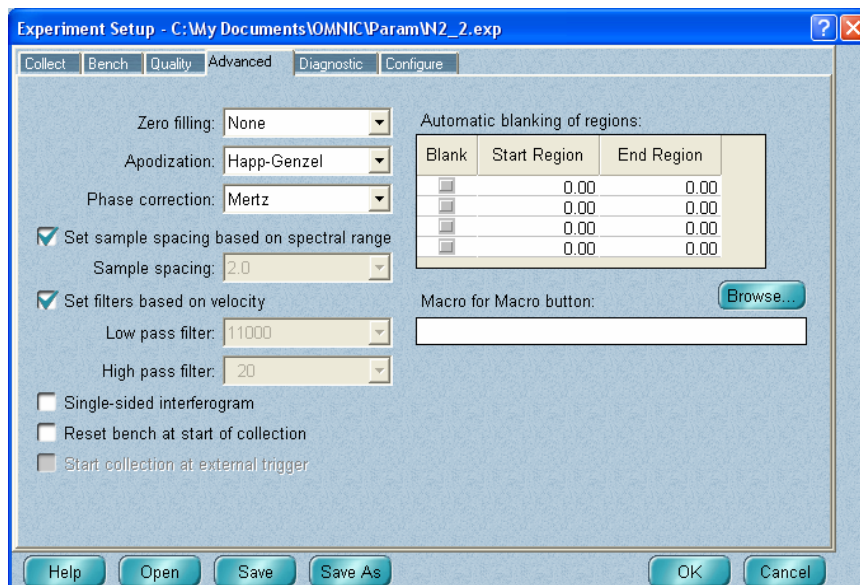 Experiment Setup - C:\My Documents\OMNIC\Param\N2_2.exp
Collect Bench Quality Advanced Diagnostic Configure
Zero filling: None
Apodization: Happ-Genzel
Phase correction: Mertz
Set sample spacing based on spectral range
Sample spacing: 2.0
Set filters based on velocity
Low pass filter: 11000
High pass filter: 20
Single-sided interferogram
Reset bench at start of collection
Start collection at external trigger
Automatic blanking of regions:
Blank Start Region End Region
0.00 0.00
0.00 0.00
0.00 0.00
0.00 0.00
Macro for Macro button:
Browse...
Help Open Save Save As OK Cancel